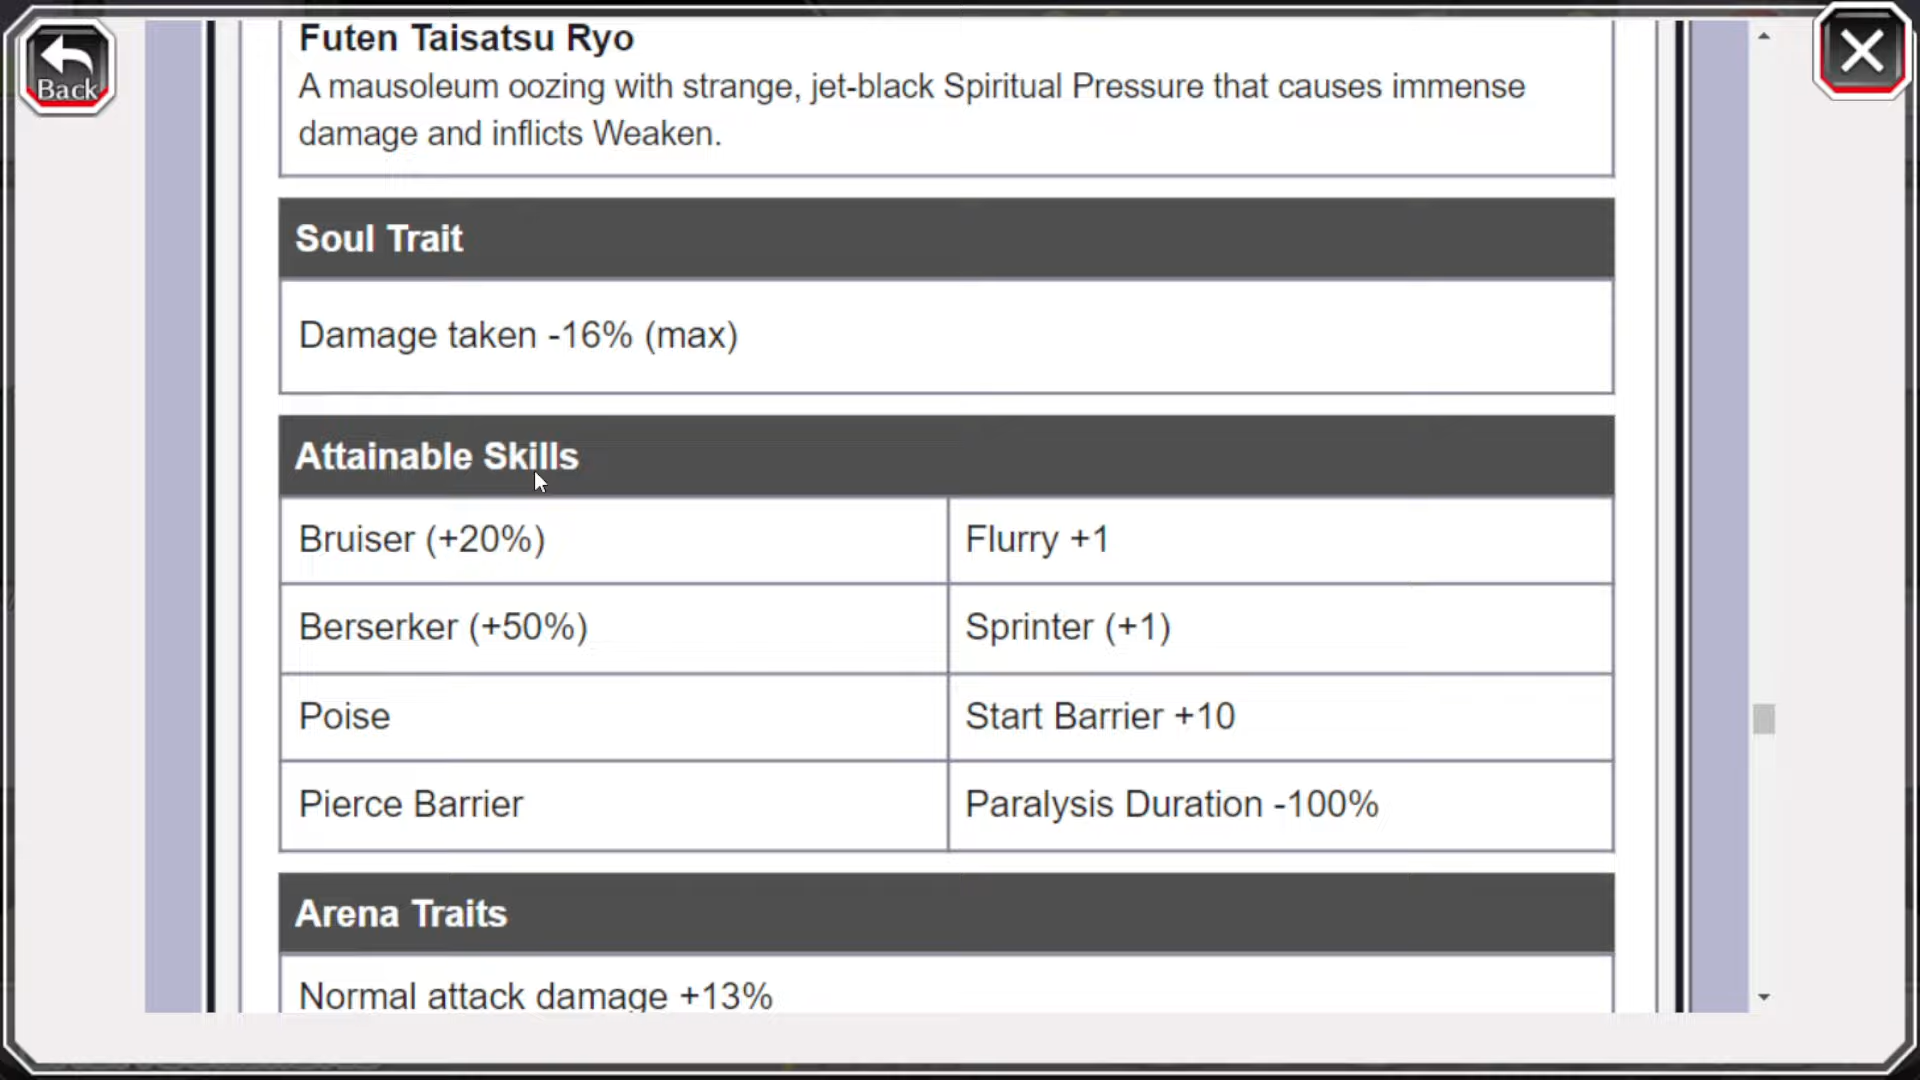 Back
Futen Taisatsu Ryo
A mausoleum oozing with strange, jet-black Spiritual Pressure that causes immense
damage and inflicts Weaken.
Soul Trait
Damage taken -16% (max)
Attainable Skills
Bruiser (+20%)
Flurry +1
Berserker (+50%)
Sprinter (+1)
Poise
Start Barrier +10
Pierce Barrier
Paralysis Duration -100%
Arena Traits
Normal attack damage +13%